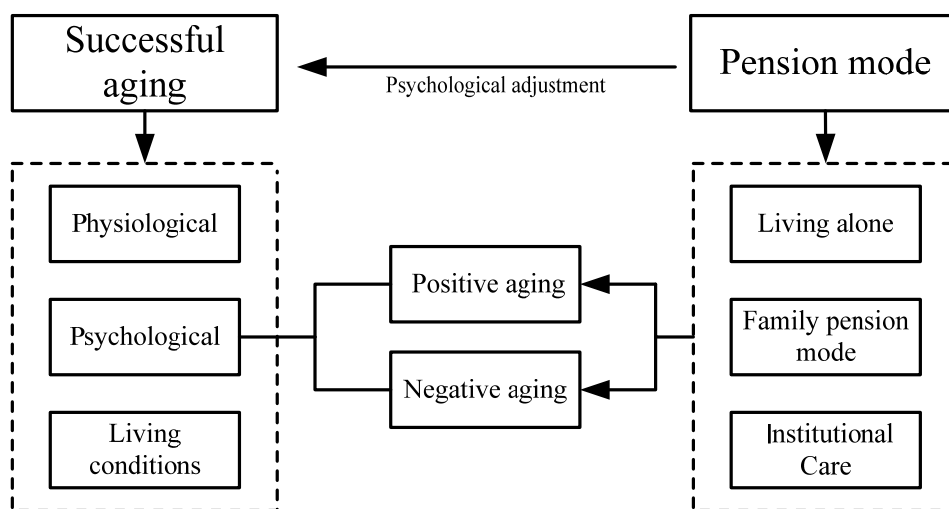 Successful
aging
Psychological adjustment
Pension mode
Physiological
Psychological
Living
conditions
Positive aging
Negative aging
Living alone
Family pension
mode
Institutional
Care